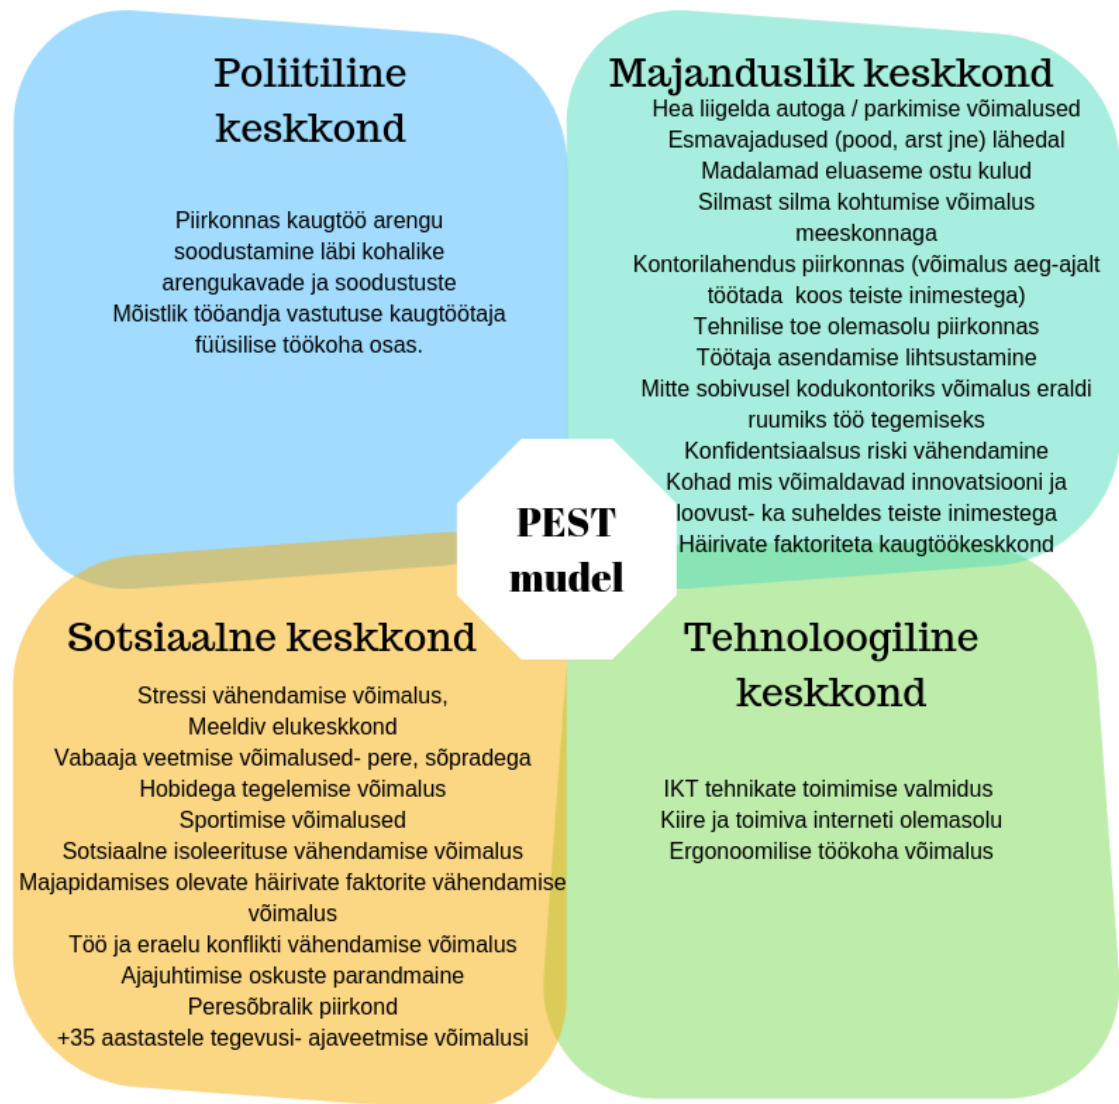 Poliitiline
keskkond
Piirkonnas kaugtöö arengu
soodustamine läbi kohalike
arengukavade ja soodustuste
Mõistlik tööandja vastutuse kaugtöötaja
füüsilise töökoha osas.
Majanduslik keskkond
Hea liigelda autoga / parkimise võimalused
Esmavajadused (pood, arst jne) lähedal
Madalamad eluaseme ostu kulud
Silmast silma kohtumise võimalus
meeskonnaga
Kontorilahendus piirkonnas (võimalus aeg-ajalt
töötada koos teiste inimestega)
Tehnilise toe olemasolu piirkonnas
Töötaja asendamise lihtsustamine
Mitte sobivusel kodukontoriks võimalus eraldi
ruumiks töö tegemiseks
Konfidentsiaalsus riski vähendamine
Kohad mis võimaldavad innovatsiooni ja
loovust- ka suheldes teiste inimestega
Häirivate faktoriteta kaugtöökeskkond
PEST
mudel
Sotsiaalne keskkond
Stressi vähendamise võimalus,
Meeldiv elukeskkond
Vabaaja veetmise võimalused- pere, sõpradega
Hobidega tegelemise võimalus
Sportimise võimalused
Sotsiaalne isoleerituse vähendamise võimalus
Majapidamises olevate häirivate faktorite vähendamise
võimalus
Töö ja eraelu konflikti vähendamise võimalus
Ajajuhtimise oskuste parandmaine
Peresõbralik piirkond
+35 aastastele tegevusi- ajaveetmise võimalusi
Tehnoloogiline
keskkond
IKT tehnikate toimimise valmidus
Kiire ja toimiva interneti olemasolu
Ergonoomilise töökoha võimalus